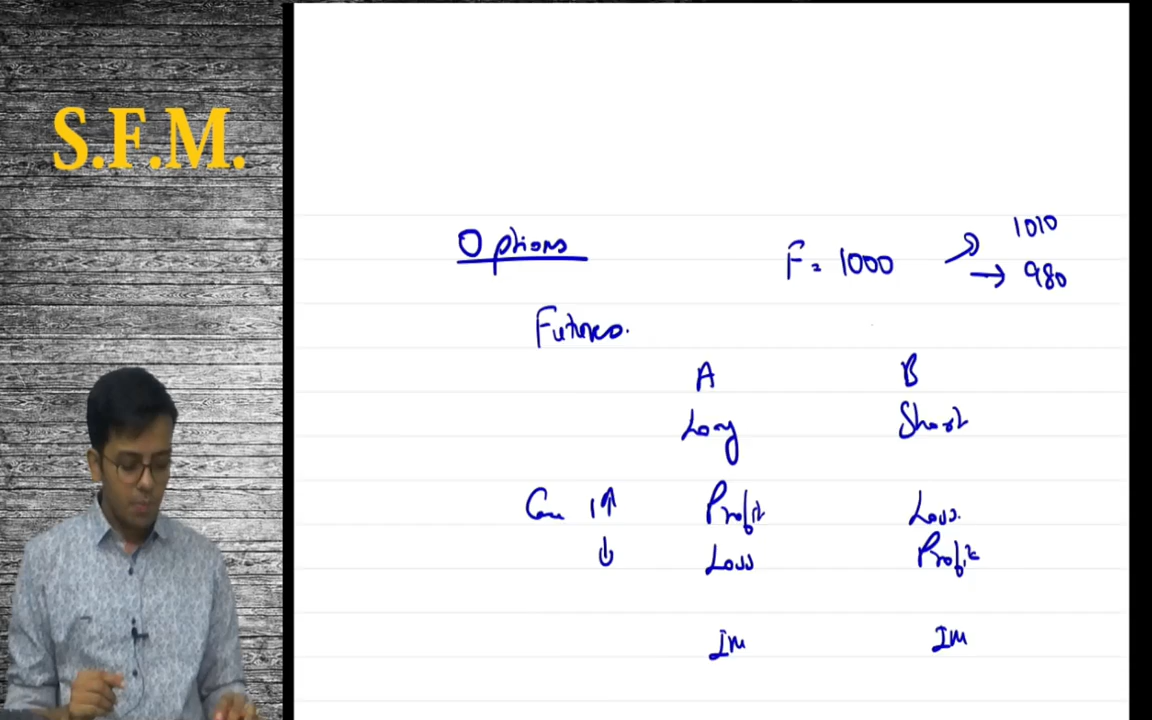 S.F.M.
Options
F = 1000 → 1010
→ 980
Futures.
A B
Long Short
↑ Profit Loss.
↓ Loss Profit
IM IM